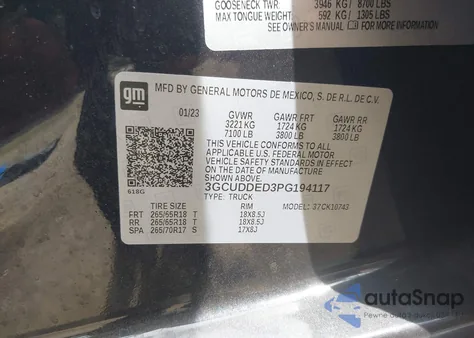 GOOSENECK TWR: 3946 KG / 8700 LBS
MAX TONGUE WEIGHT: 592 KG / 1305 LBS
SEE OWNER'S MANUAL FOR MORE INFORMATION
gm
MFD BY GENERAL MOTORS DE MEXICO, S. DE R.L. DE C.V.
01/23 GVWR GAWR FRT GAWR RR
3221 KG 1724 KG 1724 KG
7100 LB 3800 LB 3800 LB
THIS VEHICLE CONFORMS TO ALL APPLICABLE
U.S. FEDERAL MOTOR VEHICLE SAFETY
STANDARDS IN EFFECT ON THE
DATE OF MANUFACTURE SHOWN ABOVE.
618G 3GCUDDED3PG194117
TYPE: TRUCK MODEL: 37CK10743
TIRE SIZE RIM
FRT 265/65R18 T 18X8.5J
RR 265/65R18 T 18X8.5J
SPA 265/70R17 S 17X8J
autoSnap